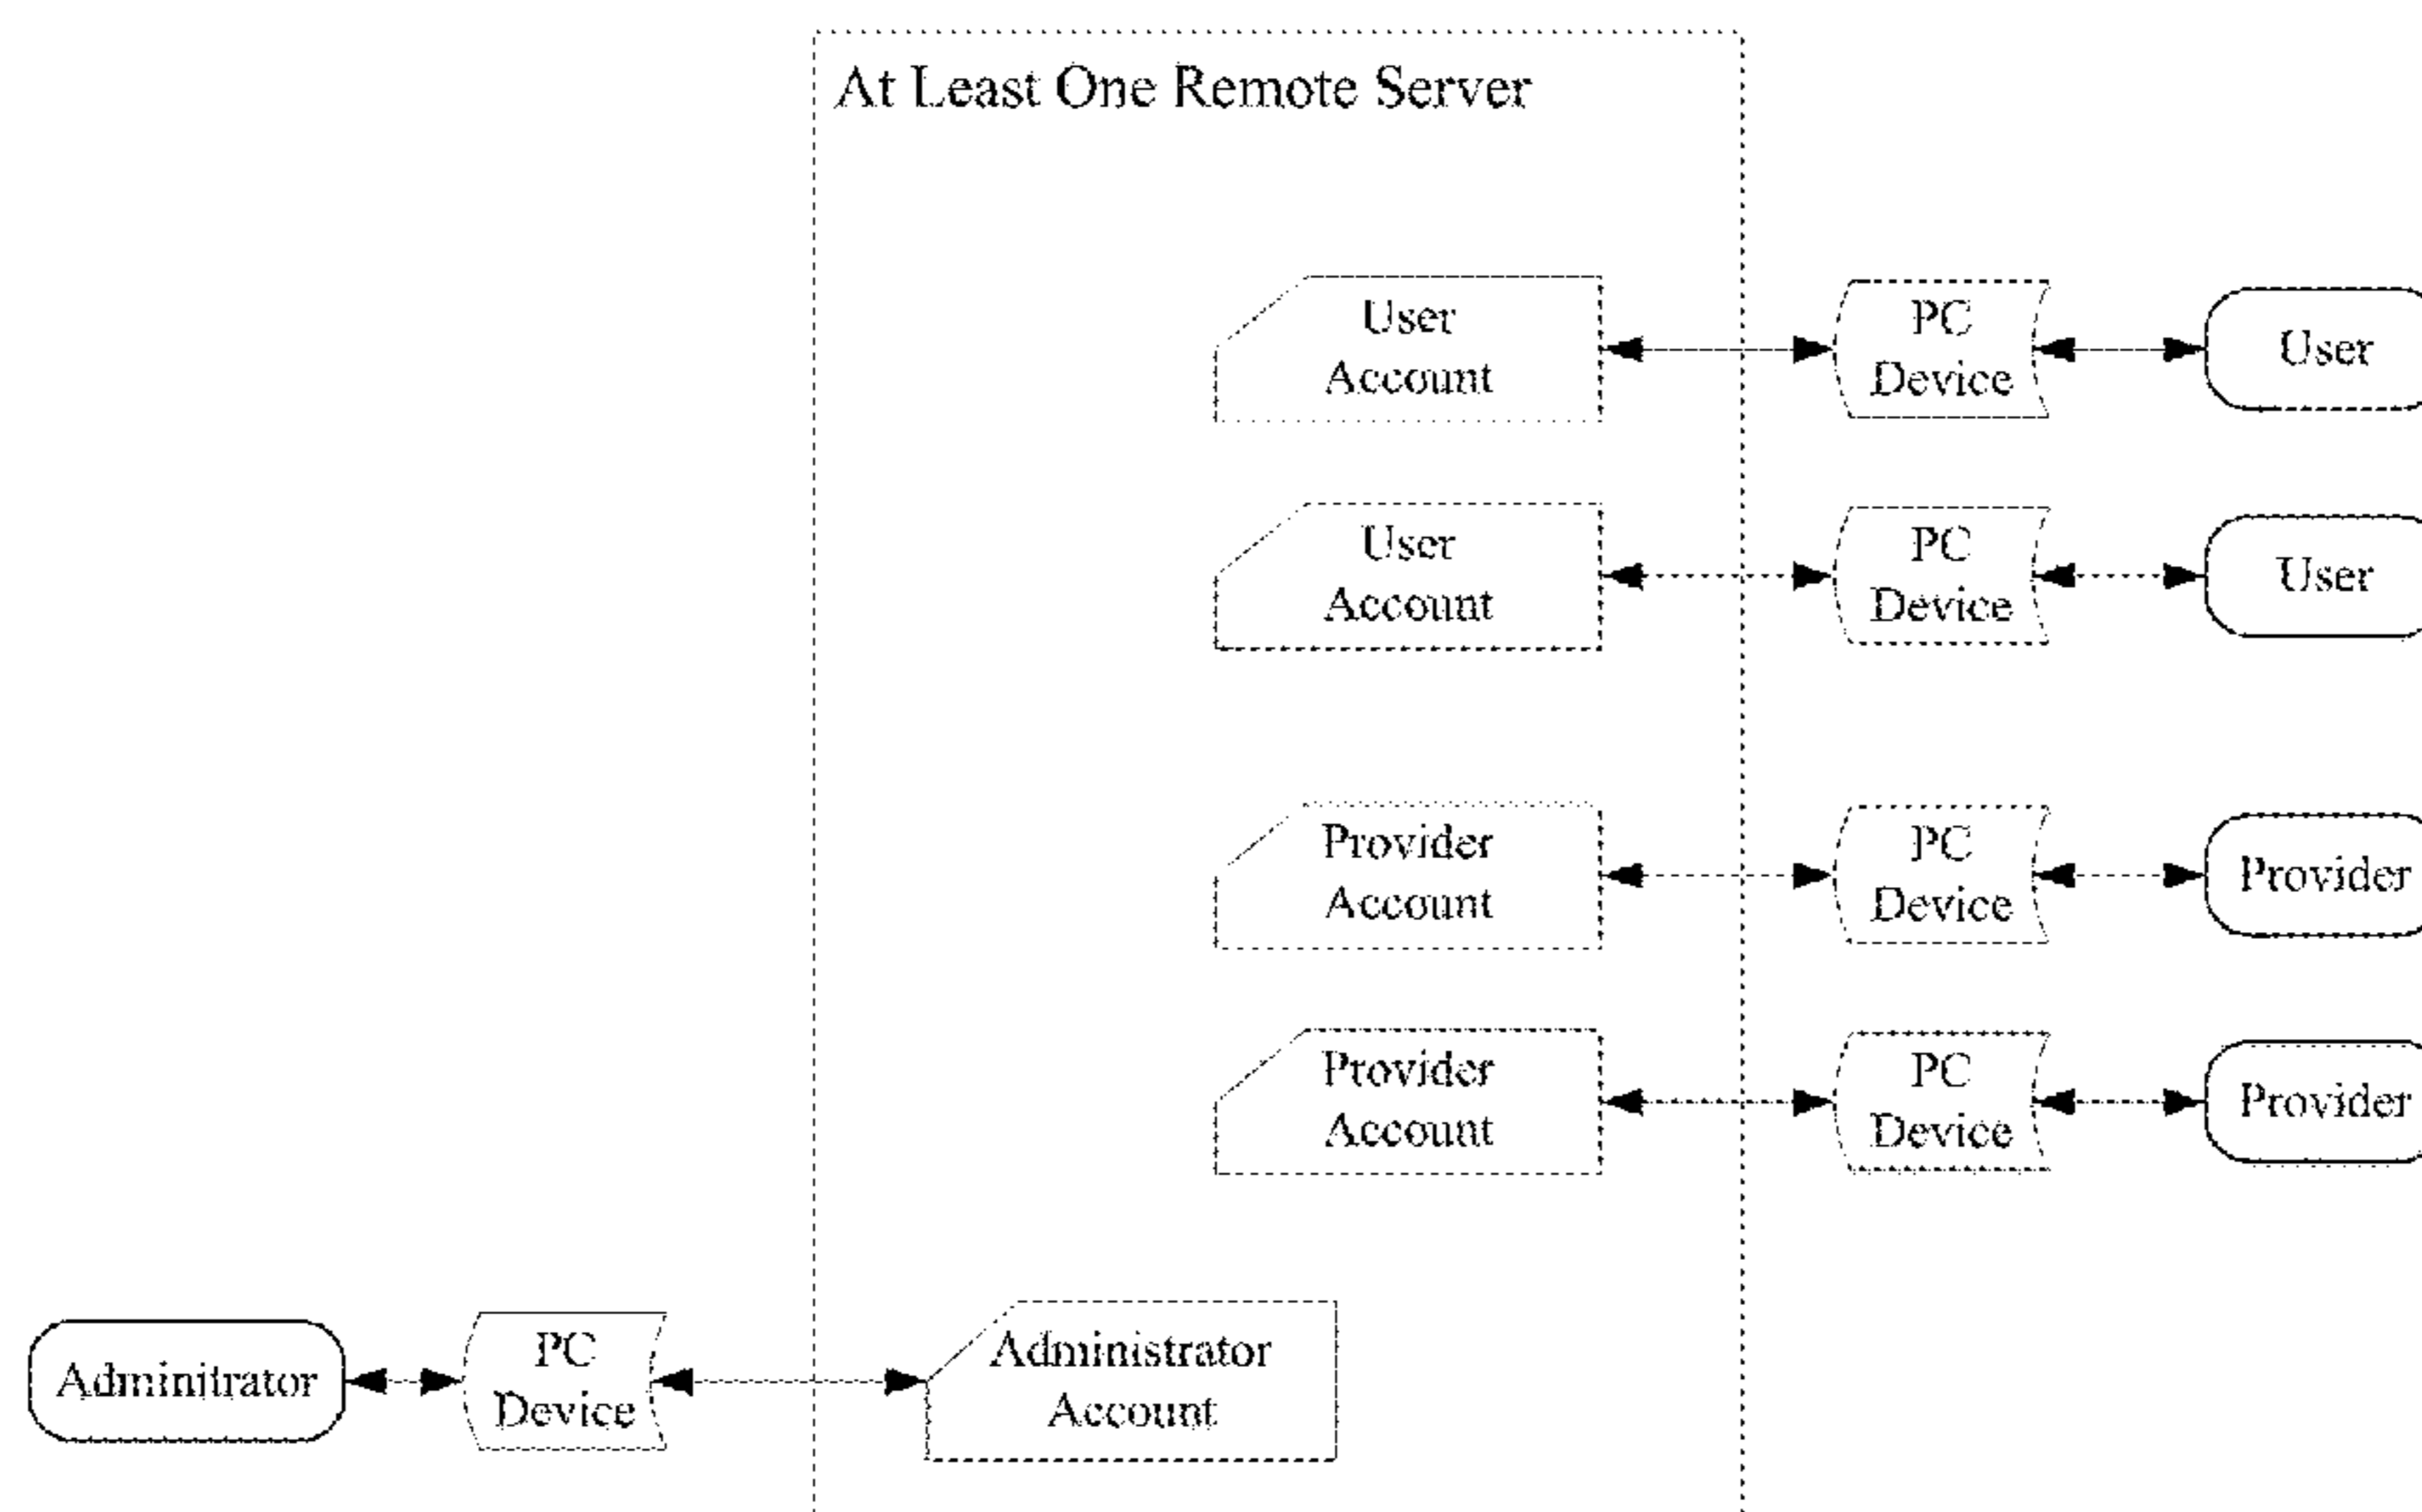 At Least One Remote Server
User
Account
PC
Device
User
User
Account
PC
Device
User
Provider
Account
PC
Device
Provider
Provider
Account
PC
Device
Provider
Adminitrator
PC
Device
Administrator
Account